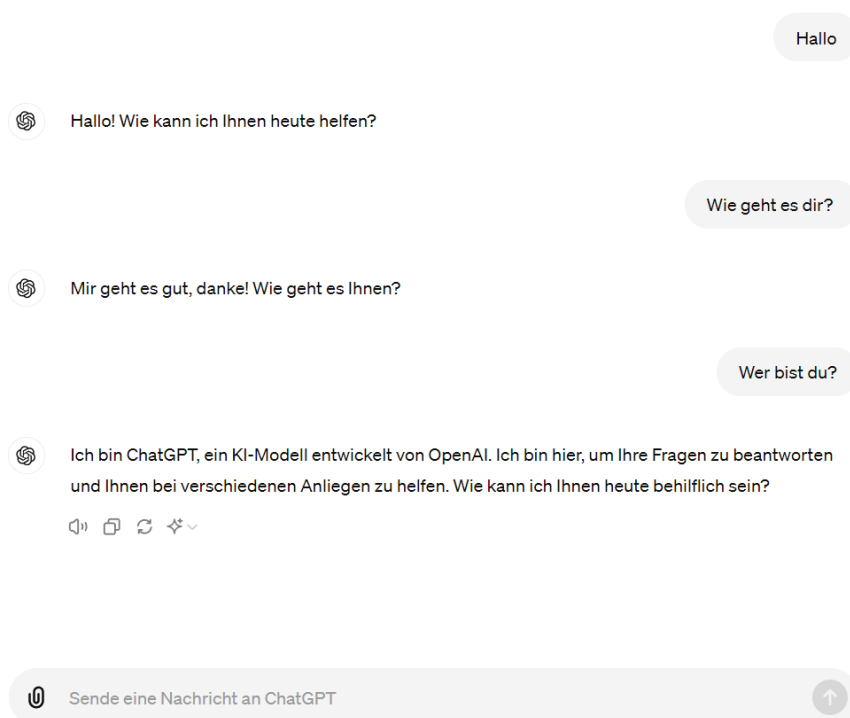 Hallo
Hallo! Wie kann ich Ihnen heute helfen?
Wie geht es dir?
Mir geht es gut, danke! Wie geht es Ihnen?
Wer bist du?
Ich bin ChatGPT, ein KI-Modell entwickelt von OpenAI. Ich bin hier, um Ihre Fragen zu beantworten
und Ihnen bei verschiedenen Anliegen zu helfen. Wie kann ich Ihnen heute behilflich sein?
Sende eine Nachricht an ChatGPT